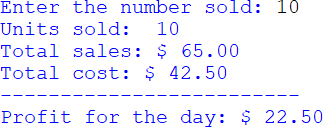 Enter the number sold: 10
Units sold:  10
Total sales: $ 65.00
Total cost: $ 42.50
-------------------------
Profit for the day: $ 22.50